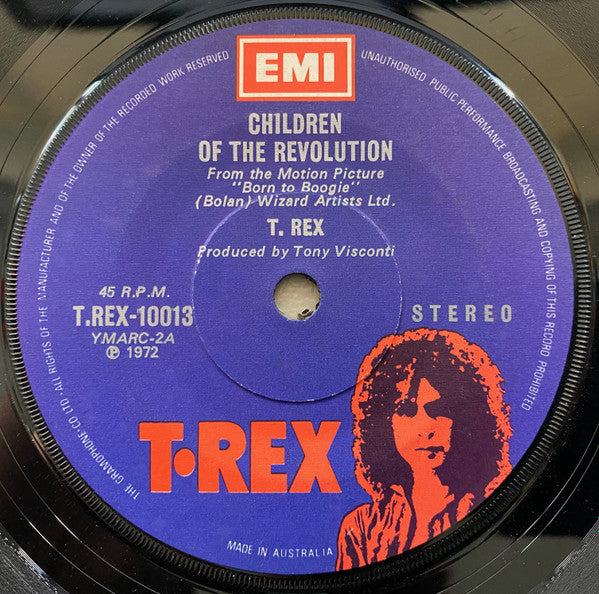 EMI
CHILDREN
OF THE REVOLUTION
From the Motion Picture
"Born to Boogie"
(Bolan) Wizard Artists Ltd.
T. REX
Produced by Tony Visconti
45 R.P.M.
T.REX-10013
YMARC-2A
Ⓟ 1972
STEREO
T•REX
MADE IN AUSTRALIA
THE GRAMOPHONE CO LTD · ALL RIGHTS OF THE MANUFACTURER AND OF THE OWNER OF THE RECORDED WORK RESERVED
UNAUTHORISED PUBLIC PERFORMANCE BROADCASTING AND COPYING OF THIS RECORD PROHIBITED